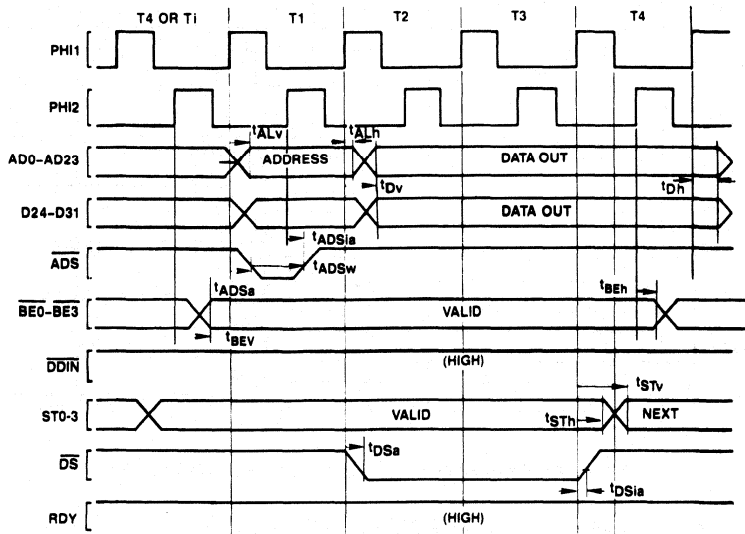 T4 OR Ti T1 T2 T3 T4
PHI1
PHI2
tALv tALh
AD0–AD23 ADDRESS DATA OUT
tDv tDh
D24–D31 DATA OUT
tADSia
ADS tADSw
tADSa tBEh
BE0–BE3 VALID
tBEV
DDIN (HIGH)
tSTv
ST0-3 VALID tSTh NEXT
DS tDSa
tDSia
RDY (HIGH)